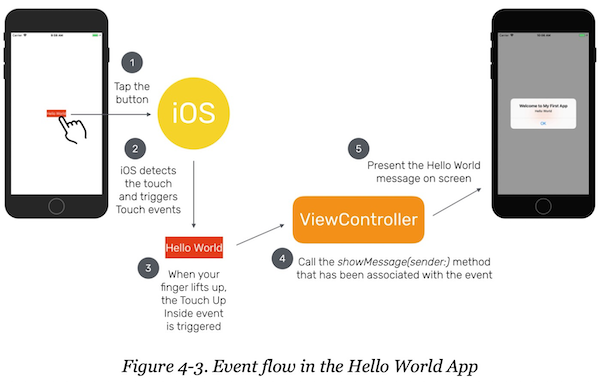 1
Tap the
button
Hello World
iOS
2
iOS detects
the touch
and triggers
Touch events
Hello World
3
When your
finger lifts up,
the Touch Up
Inside event
is triggered
ViewController
4
Call the showMessage(sender:) method
that has been associated with the event
5
Present the Hello World
message on screen
Welcome to My First App
Hello World
OK
Figure 4-3. Event flow in the Hello World App